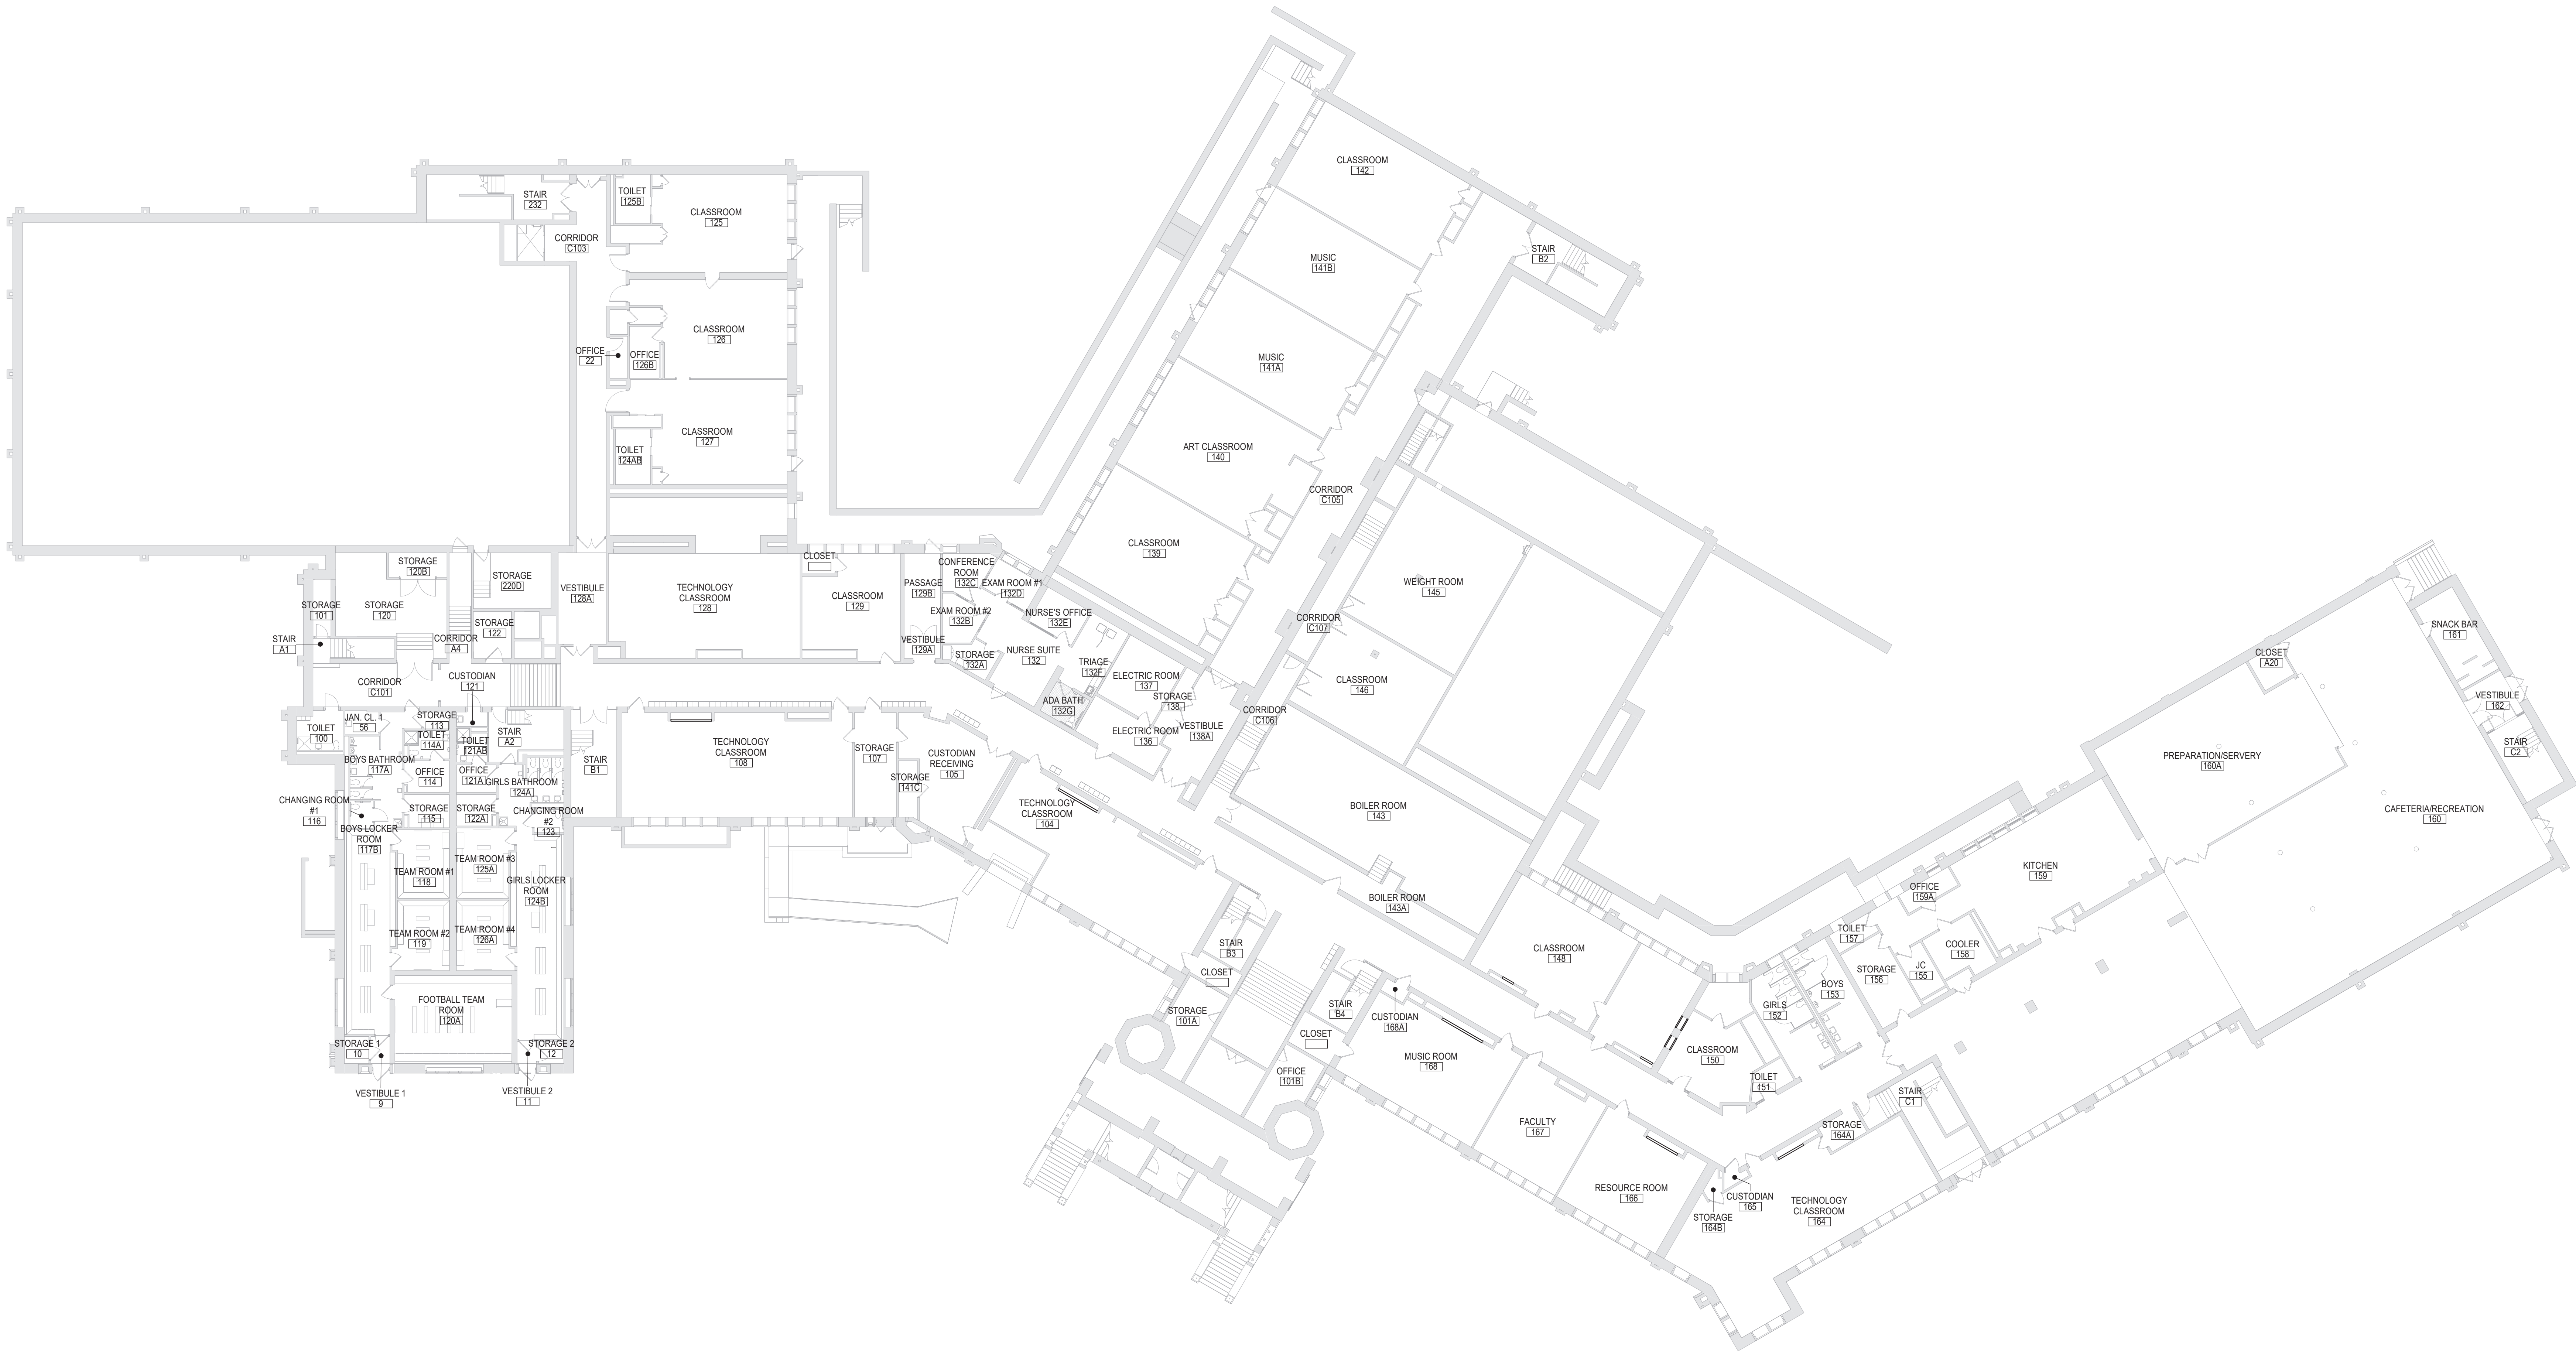 CLASSROOM
142
STAIR
232
TOILET
125B
CLASSROOM
125
CORRIDOR
C103
STAIR
B2
MUSIC
141B
CLASSROOM
126
OFFICE
22
OFFICE
126B
MUSIC
141A
CLASSROOM
127
TOILET
124AB
ART CLASSROOM
140
CORRIDOR
C105
CLASSROOM
139
WEIGHT ROOM
145
STORAGE
120B
STORAGE
220D
VESTIBULE
128A
TECHNOLOGY
CLASSROOM
128
CLOSET
CLASSROOM
129
PASSAGE
129B
CONFERENCE
ROOM
132C
EXAM ROOM #1
132D
EXAM ROOM #2
132B
NURSE'S OFFICE
132E
STORAGE
101
STORAGE
120
STORAGE
122
CORRIDOR
A4
STAIR
A1
VESTIBULE
129A
STORAGE
132A
NURSE SUITE
132
TRIAGE
132F
CORRIDOR
C107
SNACK BAR
161
CLOSET
A20
CORRIDOR
C101
CUSTODIAN
121
ELECTRIC ROOM
137
STORAGE
138
ADA BATH
132G
CLASSROOM
146
CORRIDOR
C106
VESTIBULE
162
JAN. CL. 1
56
TOILET
100
STORAGE
113
TOILET
114A
TOILET
121AB
STAIR
A2
ELECTRIC ROOM
136
VESTIBULE
138A
STAIR
C2
TECHNOLOGY
CLASSROOM
108
STORAGE
107
CUSTODIAN
RECEIVING
105
STORAGE
141C
STAIR
B1
BOYS BATHROOM
117A
OFFICE
114
OFFICE
121A
GIRLS BATHROOM
124A
PREPARATION/SERVERY
160A
CHANGING ROOM
#1
116
STORAGE
115
STORAGE
122A
CHANGING ROOM
#2
123
TECHNOLOGY
CLASSROOM
104
BOILER ROOM
143
CAFETERIA/RECREATION
160
BOYS LOCKER
ROOM
117B
TEAM ROOM #1
118
TEAM ROOM #3
125A
GIRLS LOCKER
ROOM
124B
KITCHEN
159
OFFICE
159A
BOILER ROOM
143A
TEAM ROOM #2
119
TEAM ROOM #4
126A
STAIR
B3
CLOSET
CLASSROOM
148
TOILET
157
COOLER
158
STORAGE
156
JC
155
BOYS
153
GIRLS
152
FOOTBALL TEAM
ROOM
120A
STORAGE
101A
STAIR
B4
CUSTODIAN
168A
CLOSET
STORAGE 1
10
STORAGE 2
12
MUSIC ROOM
168
CLASSROOM
150
OFFICE
101B
TOILET
151
VESTIBULE 1
9
VESTIBULE 2
11
STAIR
C1
FACULTY
167
STORAGE
164A
RESOURCE ROOM
166
CUSTODIAN
165
STORAGE
164B
TECHNOLOGY
CLASSROOM
164